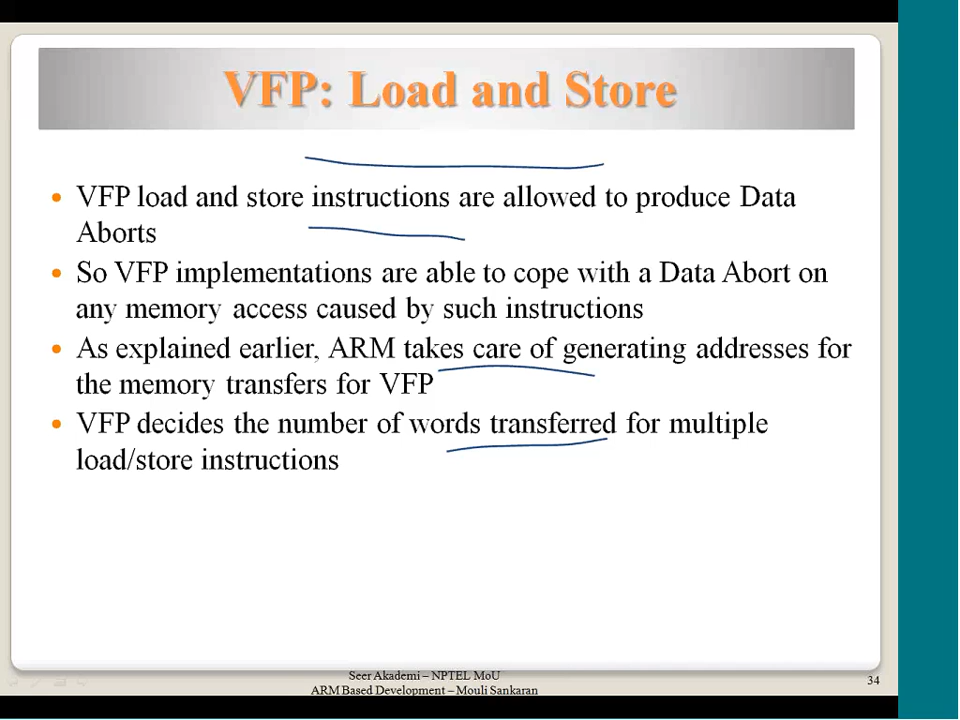 VFP: Load and Store
• VFP load and store instructions are allowed to produce Data
Aborts
• So VFP implementations are able to cope with a Data Abort on
any memory access caused by such instructions
• As explained earlier, ARM takes care of generating addresses for
the memory transfers for VFP
• VFP decides the number of words transferred for multiple
load/store instructions
Seer Akademi – NPTEL MoU
ARM Based Development – Mouli Sankaran
34